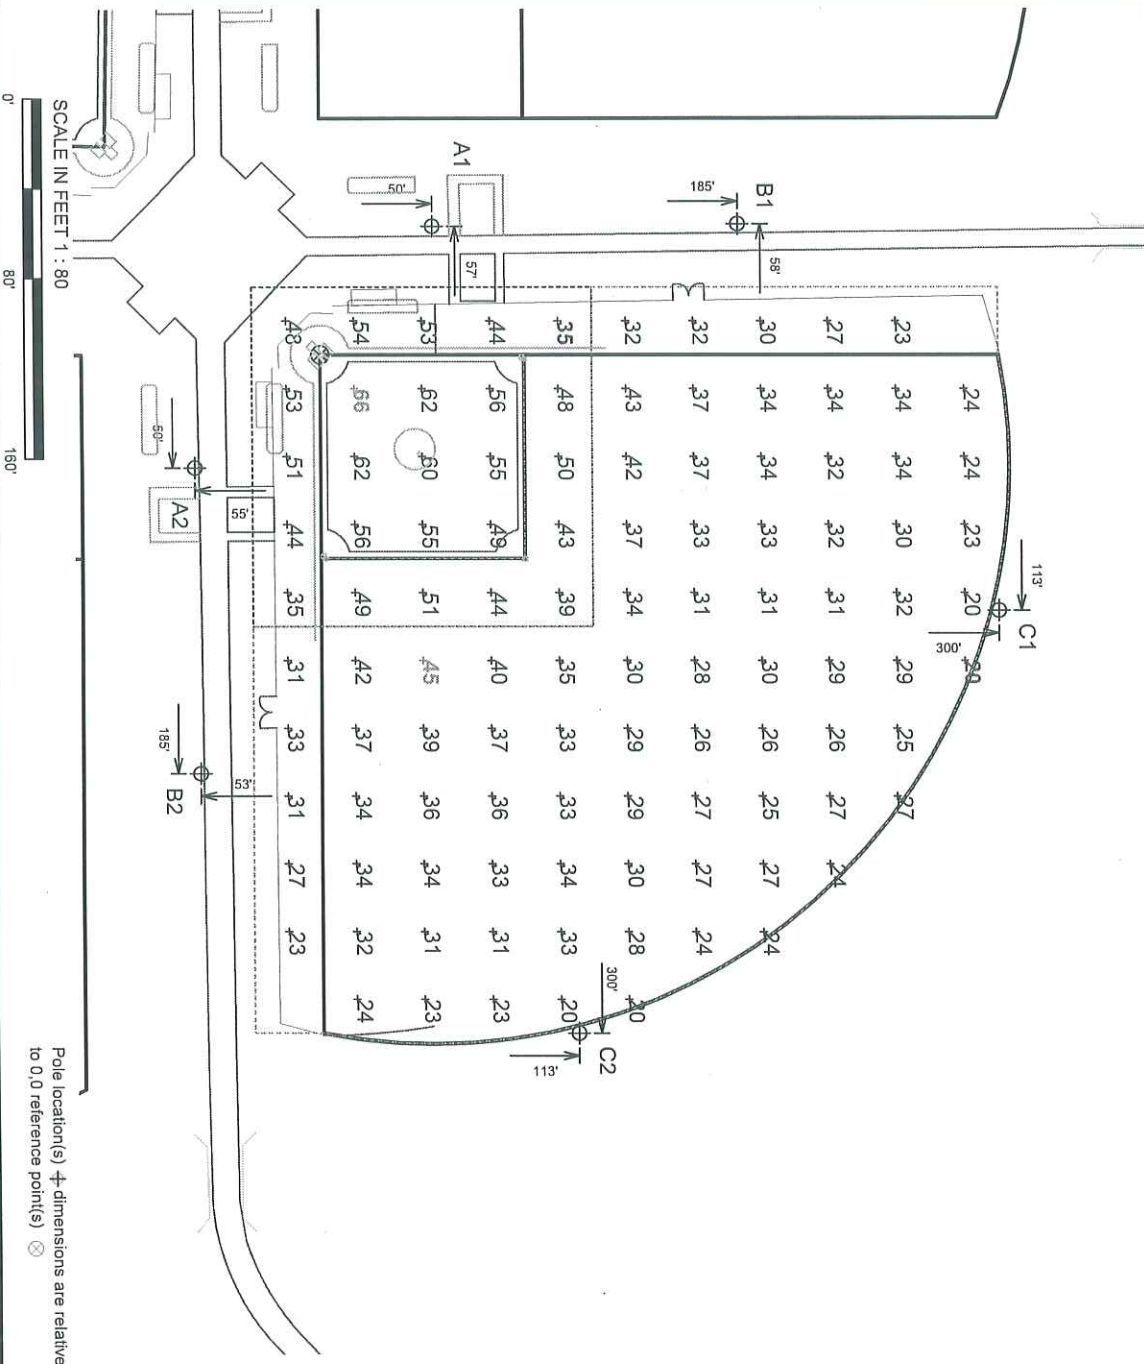 113'
C1
300'
24 24 23 20 20
23 34 34 30 32 29 25 27
27 34 32 32 31 29 26 27 24
58'
B1
30 34 34 33 31 30 26 25 27 24
185'
32 37 37 33 31 28 26 27 27 24
32 43 42 37 34 30 29 29 30 28 20
300'
C2
113'
35 48 50 43 39 35 33 33 34 33 20
44 56 55 49 44 40 37 36 33 31 23
57'
A1
53 62 60 55 51 45 39 36 34 31 23
50'
54 66 62 56 49 42 37 34 34 32 24
48 53 51 44 35 31 33 31 27 23
55'
53'
A2
B2
50'
185'
SCALE IN FEET 1 : 80
0' 80' 160'
Pole location(s) dimensions are relative
to 0,0 reference point(s)